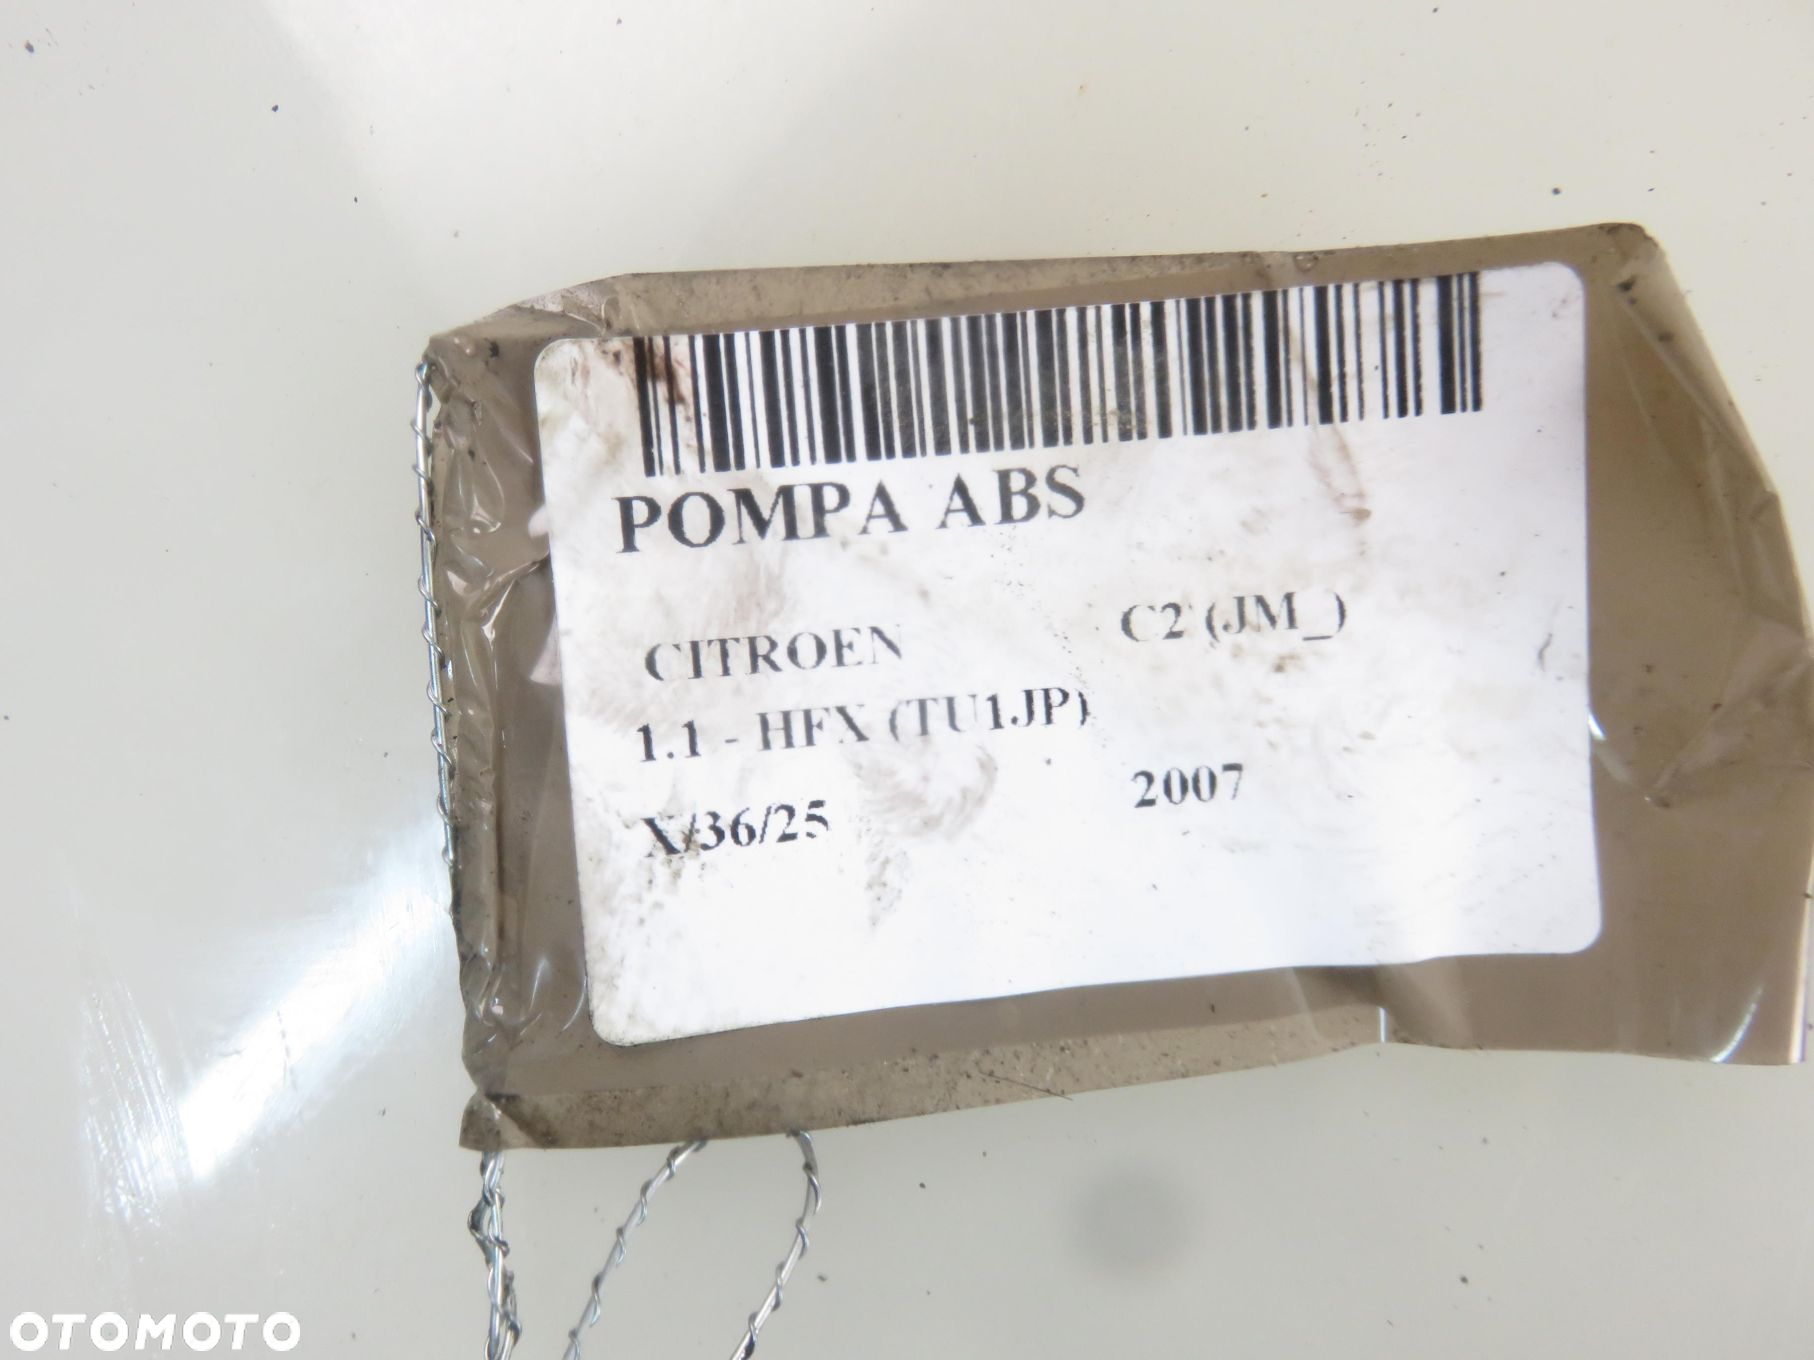 POMPA ABS
CITROEN C2 (JM_)
1.1 - HFX (TU1JP)
X/36/25 2007
OTOMOTO